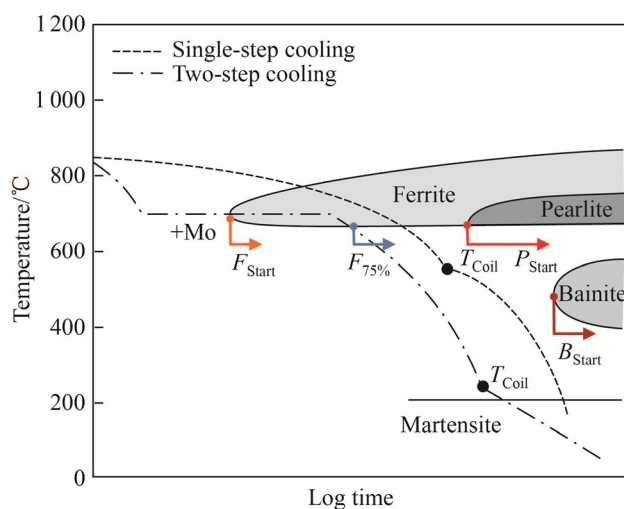 1 200
1 000
800
600
400
200
0
Temperature/℃
Single-step cooling
Two-step cooling
Ferrite
Pearlite
+Mo
F_Start
F_75%
T_Coil
P_Start
Bainite
B_Start
T_Coil
Martensite
Log time